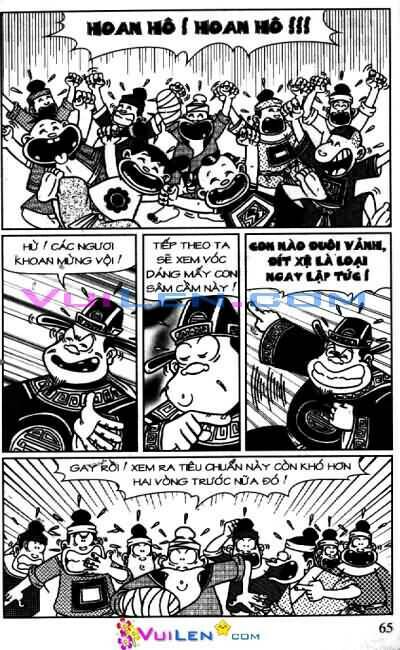 HOAN HÔ ! HOAN HÔ !!!
HỪ ! CÁC NGƯƠI
KHOAN MỪNG VỘI !
TẾP THEO TA
SẼ XEM VÓC
DÁNG MẤY CON
SÂM CẦM NÀY !
CON NÀO ĐUÔI VẢNH,
ĐÍT XỆ LÀ LOẠI
NGAY LẬP TỨC !
VUILEN.COM
GAY RỒI ! XEM RA TIÊU CHUẨN NÀY CÒN KHÓ HƠN
HAI VÒNG TRƯỚC NỮA ĐÓ !
65
VUILEN.COM